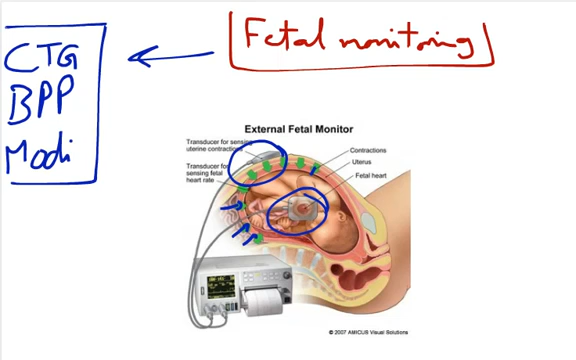 Fetal monitoring
CTG
BPP
Modi
External Fetal Monitor
Transducer for sensing
uterine contractions
Transducer for
sensing fetal
heart rate
Contractions
Uterus
Fetal heart
© 2007 AMICUS Visual Solutions